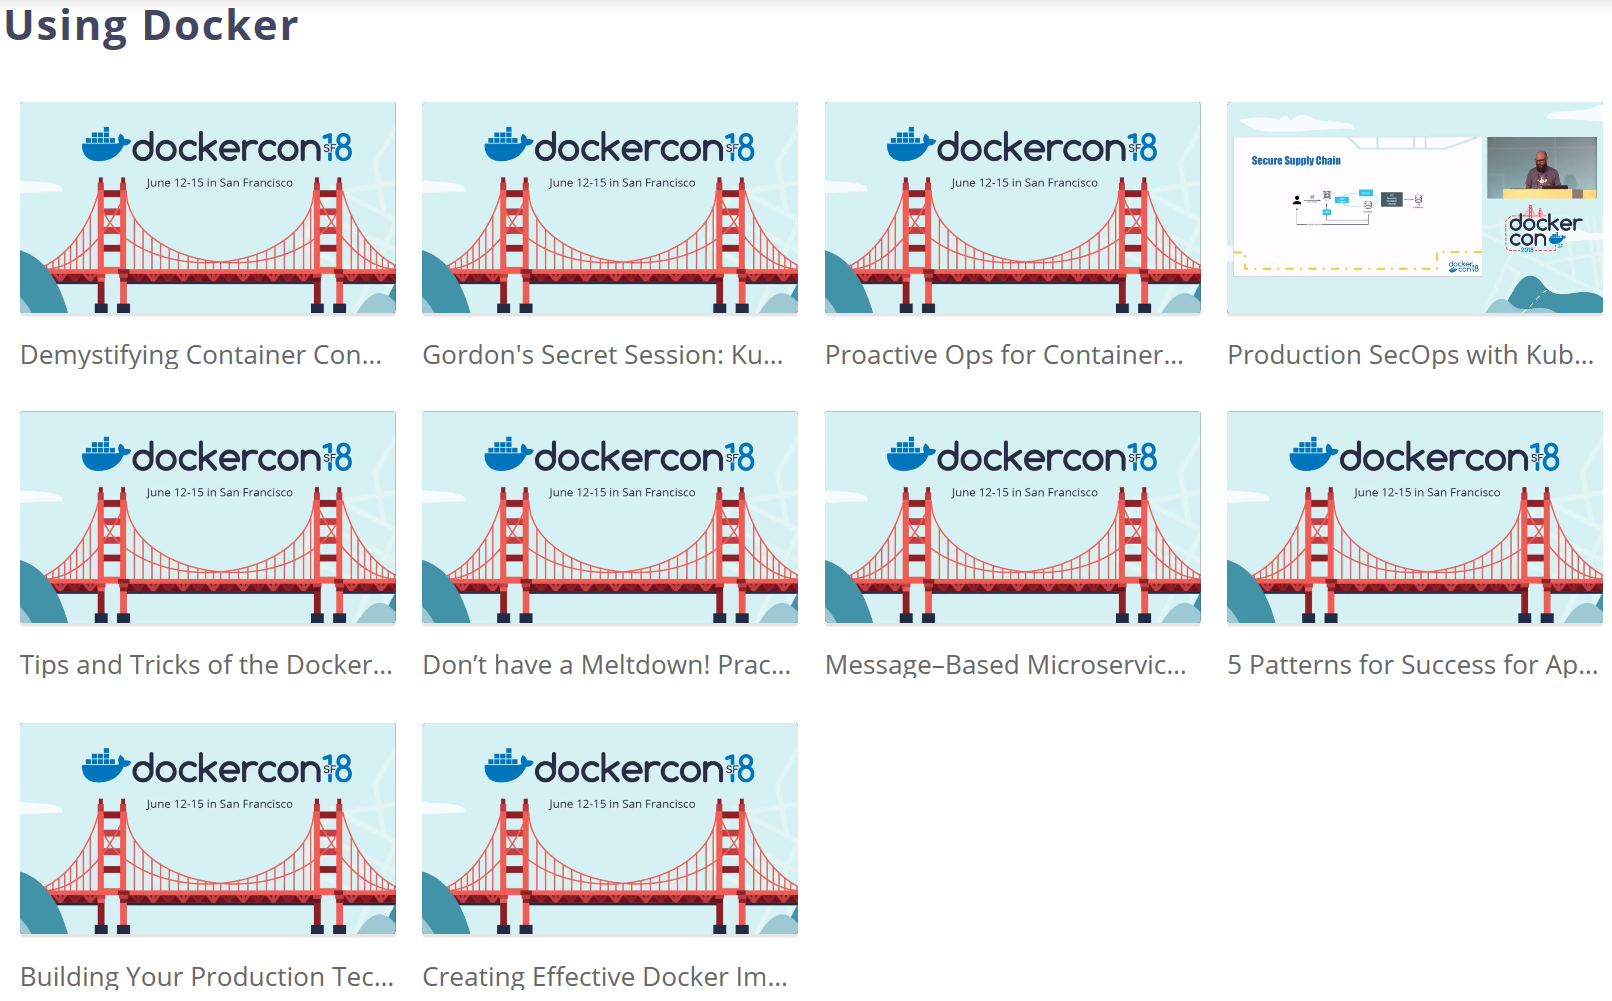 Using Docker
dockercon SF 18
June 12-15 in San Francisco
dockercon SF 18
June 12-15 in San Francisco
dockercon SF 18
June 12-15 in San Francisco
Secure Supply Chain
docker
con18
docker
con SF
2018
Demystifying Container Con...
Gordon's Secret Session: Ku...
Proactive Ops for Container...
Production SecOps with Kub...
dockercon SF 18
June 12-15 in San Francisco
dockercon SF 18
June 12-15 in San Francisco
dockercon SF 18
June 12-15 in San Francisco
dockercon SF 18
June 12-15 in San Francisco
Tips and Tricks of the Docker...
Don’t have a Meltdown! Prac...
Message–Based Microservic...
5 Patterns for Success for Ap...
dockercon SF 18
June 12-15 in San Francisco
dockercon SF 18
June 12-15 in San Francisco
Building Your Production Tec...
Creating Effective Docker Im...